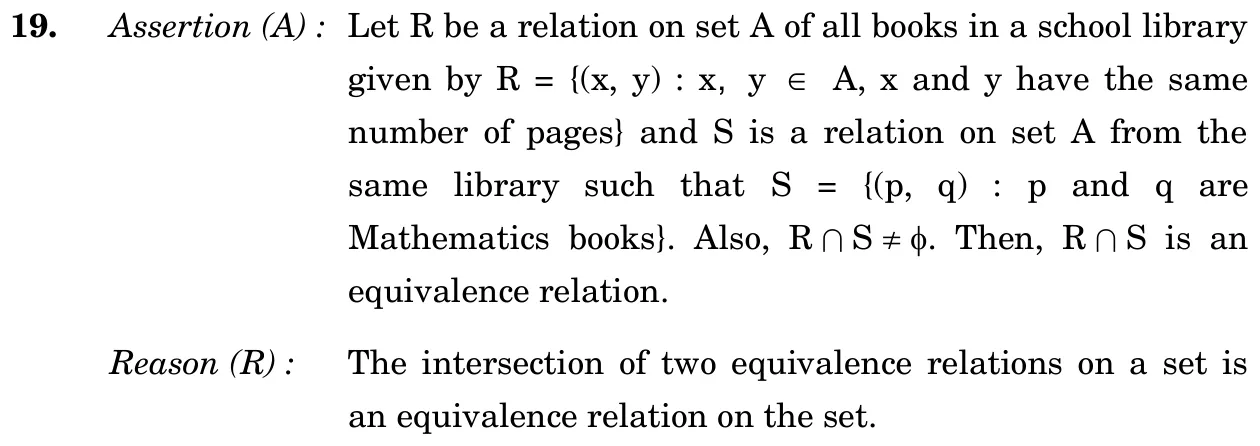 19. Assertion (A) : Let R be a relation on set A of all books in a school library
given by R = {(x, y) : x, y ∈ A, x and y have the same
number of pages} and S is a relation on set A from the
same library such that S = {(p, q) : p and q are
Mathematics books}. Also, R ∩ S ≠ ϕ. Then, R ∩ S is an
equivalence relation.
Reason (R) : The intersection of two equivalence relations on a set is
an equivalence relation on the set.